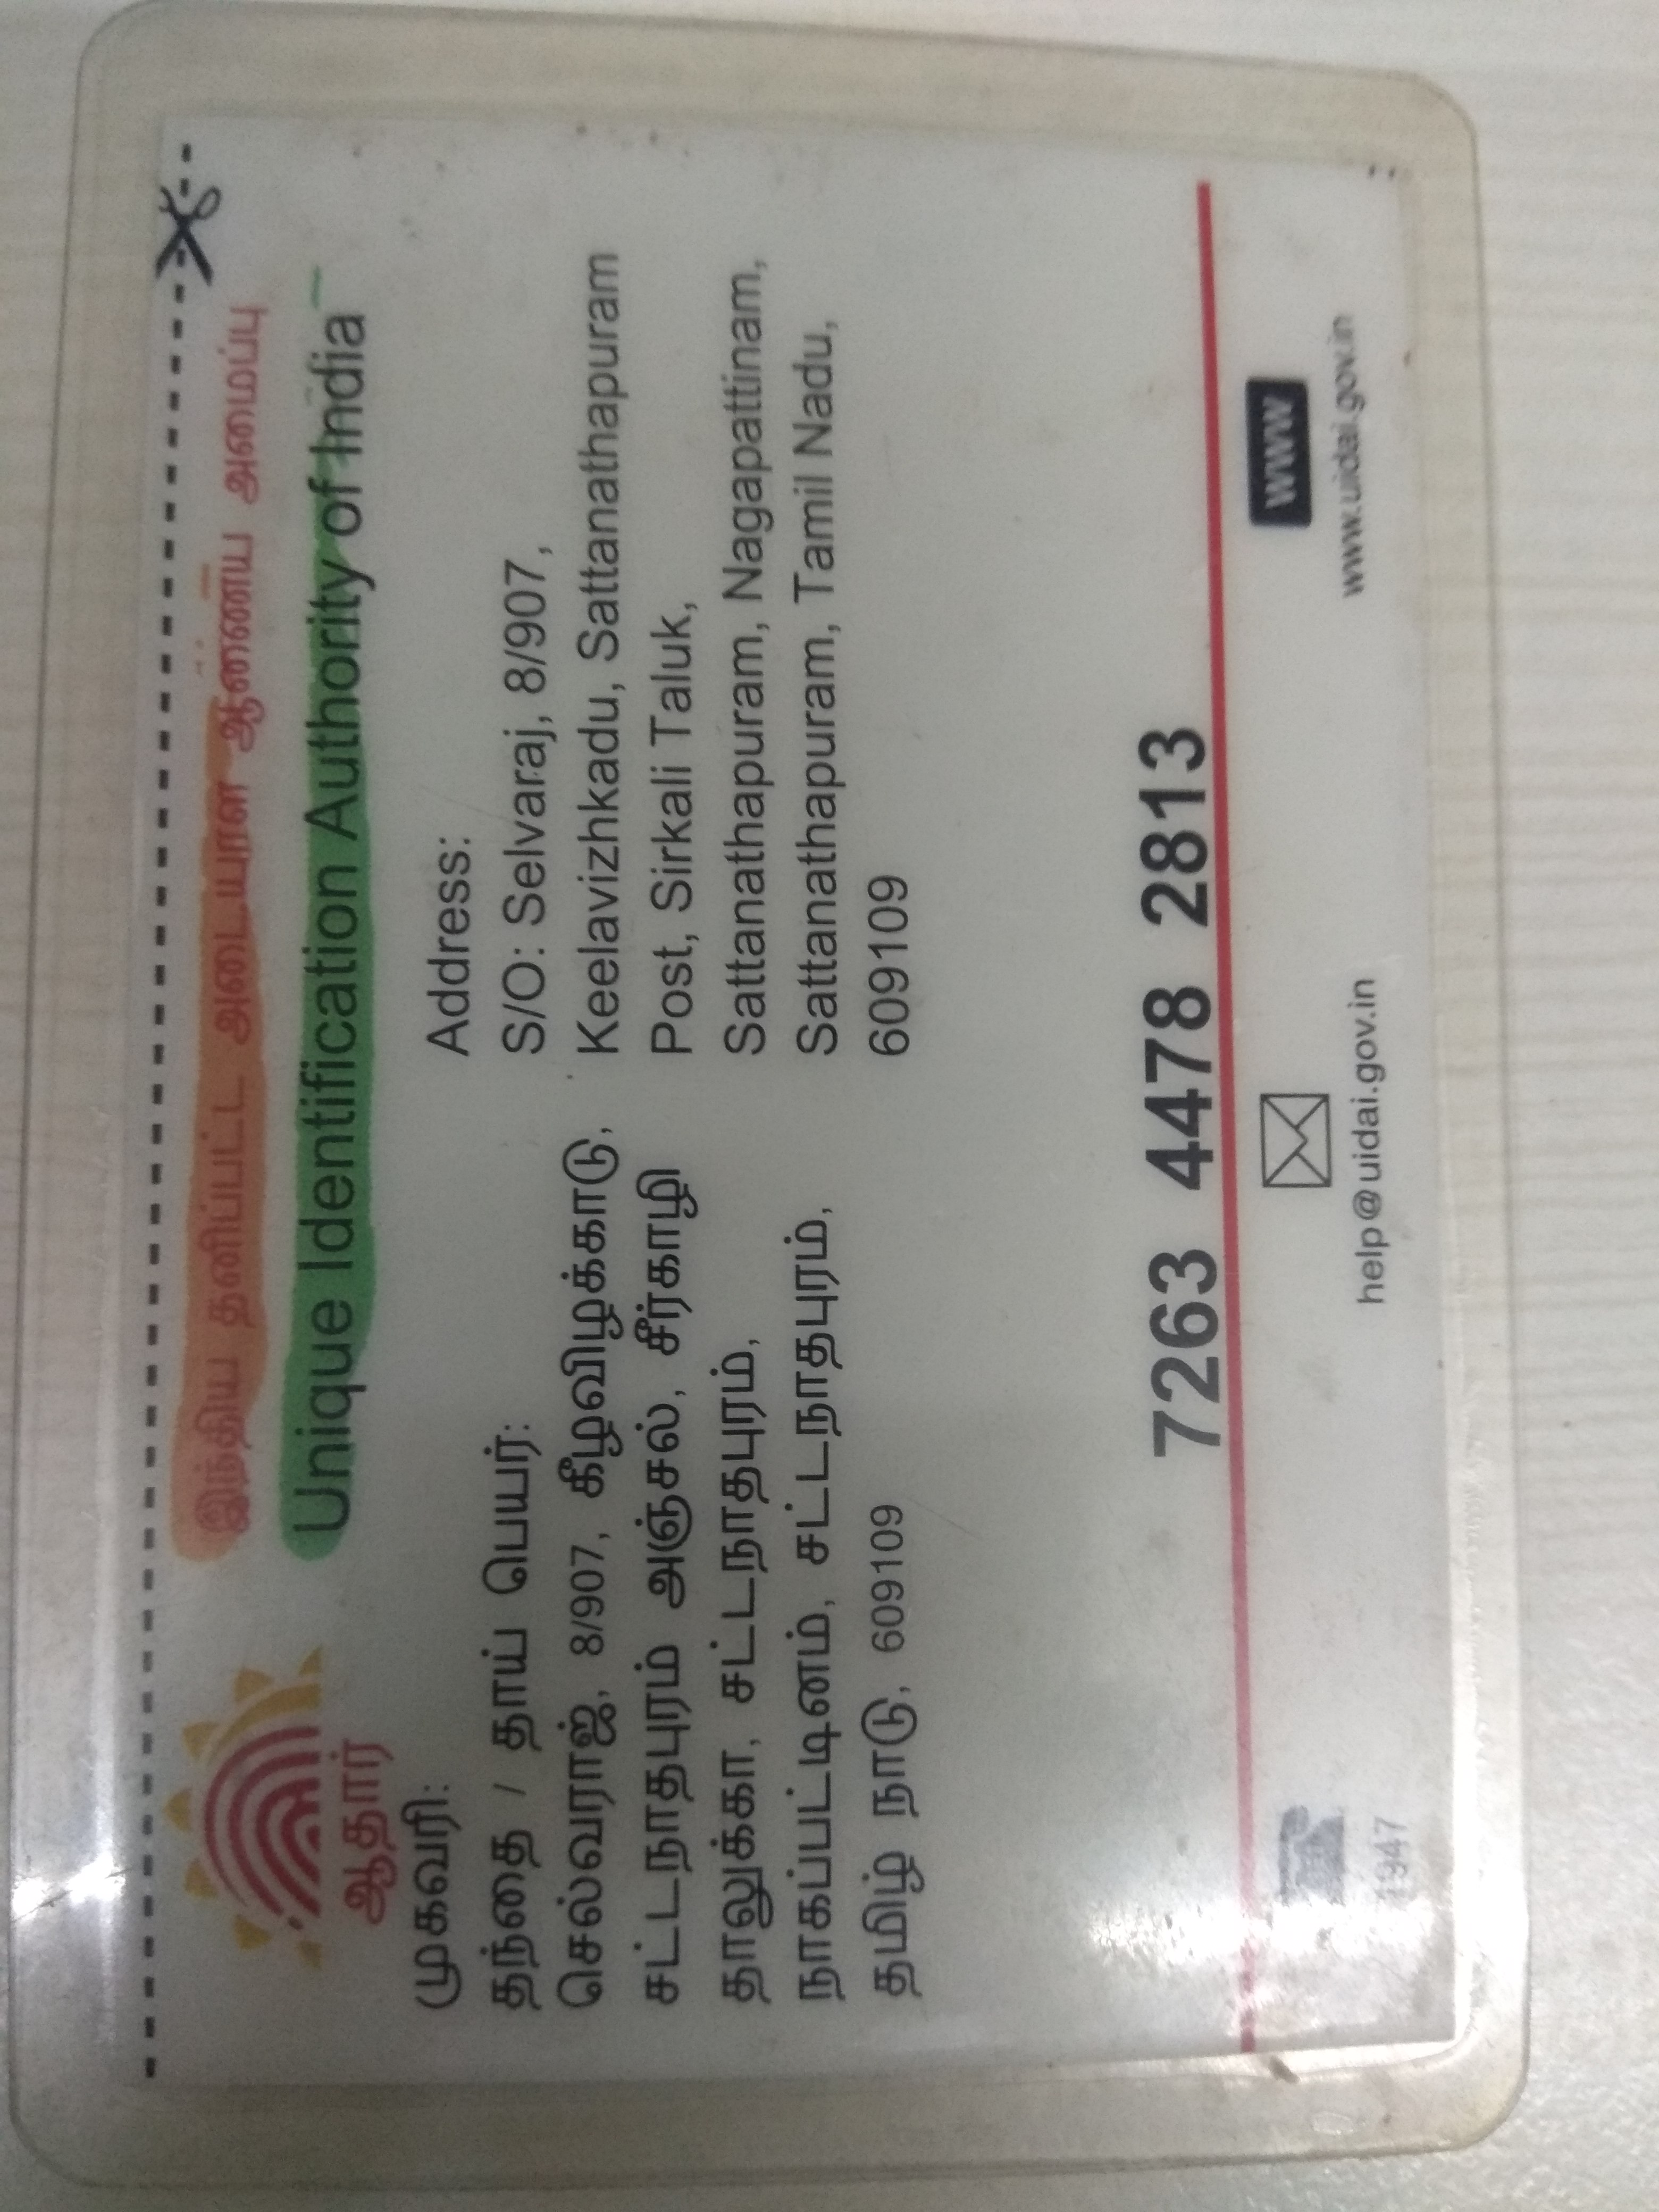 இந்திய தனிப்பட்ட அடையாள ஆணைய அமைப்பு
Unique Identification Authority of India
ஆதார்
முகவரி:
தந்தை / தாய் பெயர்:
செல்வராஜ், 8/907, கீழவிழக்காடு,
சட்டநாதபுரம் அஞ்சல், சீர்காழி
தாலுக்கா, சட்டநாதபுரம்,
நாகப்பட்டினம், சட்டநாதபுரம்,
தமிழ் நாடு, 609109
Address:
S/O: Selvaraj, 8/907,
Keelavizhkadu, Sattanathapuram
Post, Sirkali Taluk,
Sattanathapuram, Nagapattinam,
Sattanathapuram, Tamil Nadu,
609109
7263 4478 2813
1947
help@uidai.gov.in
WWW
www.uidai.gov.in